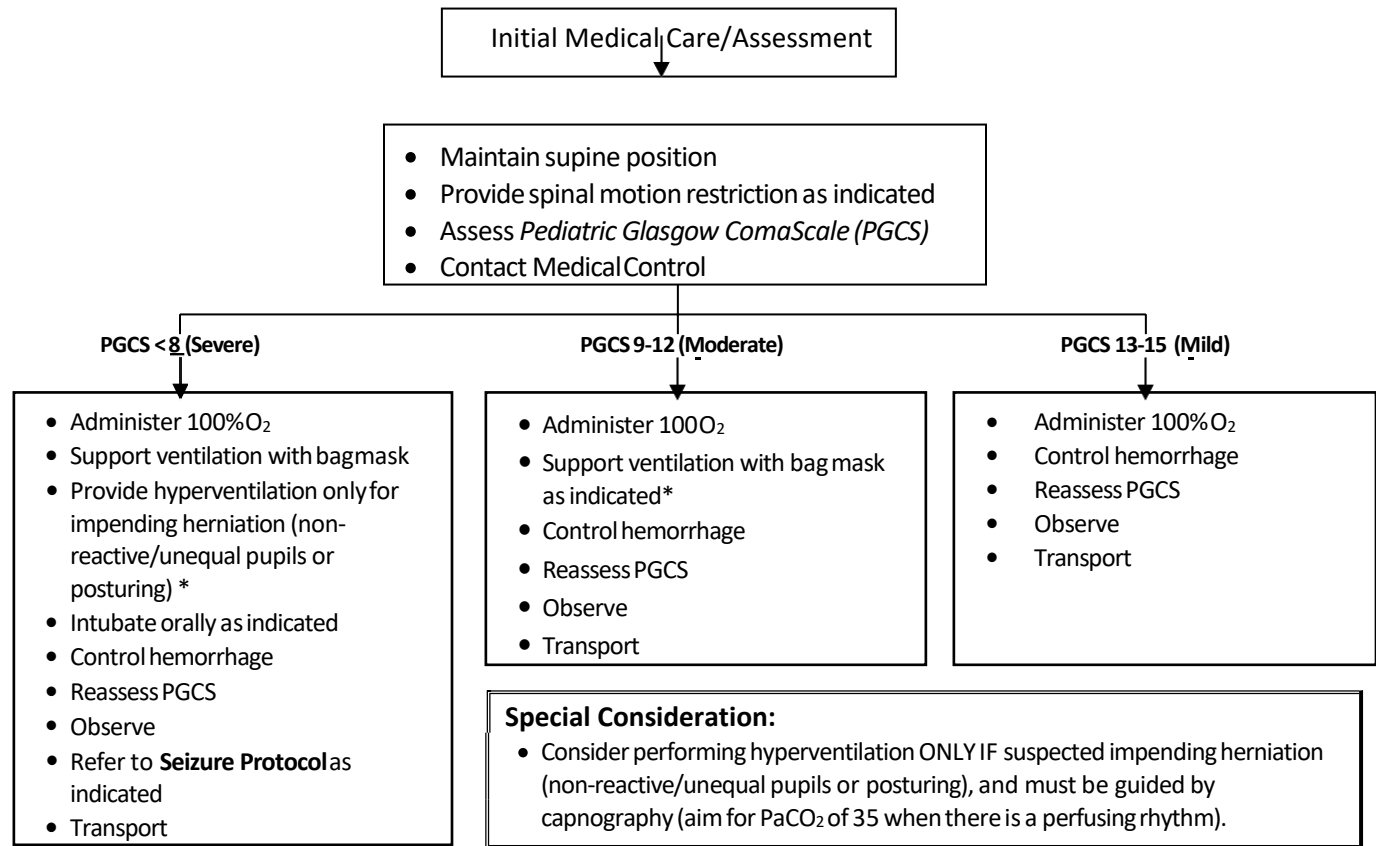 Initial Medical Care/Assessment
• Maintain supine position
• Provide spinal motion restriction as indicated
• Assess Pediatric Glasgow ComaScale (PGCS)
• Contact Medical Control
PGCS < 8 (Severe)
• Administer 100% O₂
• Support ventilation with bag mask
• Provide hyperventilation only for
impending herniation (non-
reactive/unequal pupils or
posturing) *
• Intubate orally as indicated
• Control hemorrhage
• Reassess PGCS
• Observe
• Refer to Seizure Protocol as
indicated
• Transport
PGCS 9-12 (Moderate)
• Administer 100 O₂
• Support ventilation with bag mask
as indicated*
• Control hemorrhage
• Reassess PGCS
• Observe
• Transport
PGCS 13-15 (Mild)
• Administer 100% O₂
• Control hemorrhage
• Reassess PGCS
• Observe
• Transport
Special Consideration:
• Consider performing hyperventilation ONLY IF suspected impending herniation
(non-reactive/unequal pupils or posturing), and must be guided by
capnography (aim for PaCO₂ of 35 when there is a perfusing rhythm).